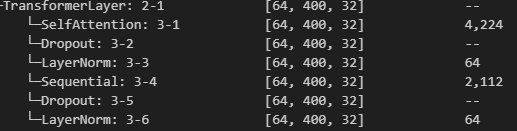 ─TransformerLayer: 2-1 [64, 400, 32] --
└─SelfAttention: 3-1 [64, 400, 32] 4,224
└─Dropout: 3-2 [64, 400, 32] --
└─LayerNorm: 3-3 [64, 400, 32] 64
└─Sequential: 3-4 [64, 400, 32] 2,112
└─Dropout: 3-5 [64, 400, 32] --
└─LayerNorm: 3-6 [64, 400, 32] 64